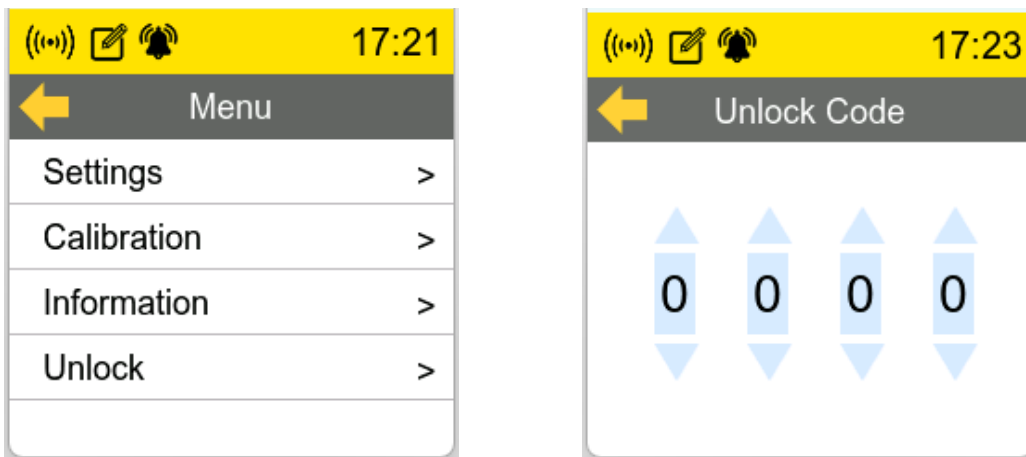 17:21
Menu
Settings >
Calibration >
Information >
Unlock >
17:23
Unlock Code
0 0 0 0